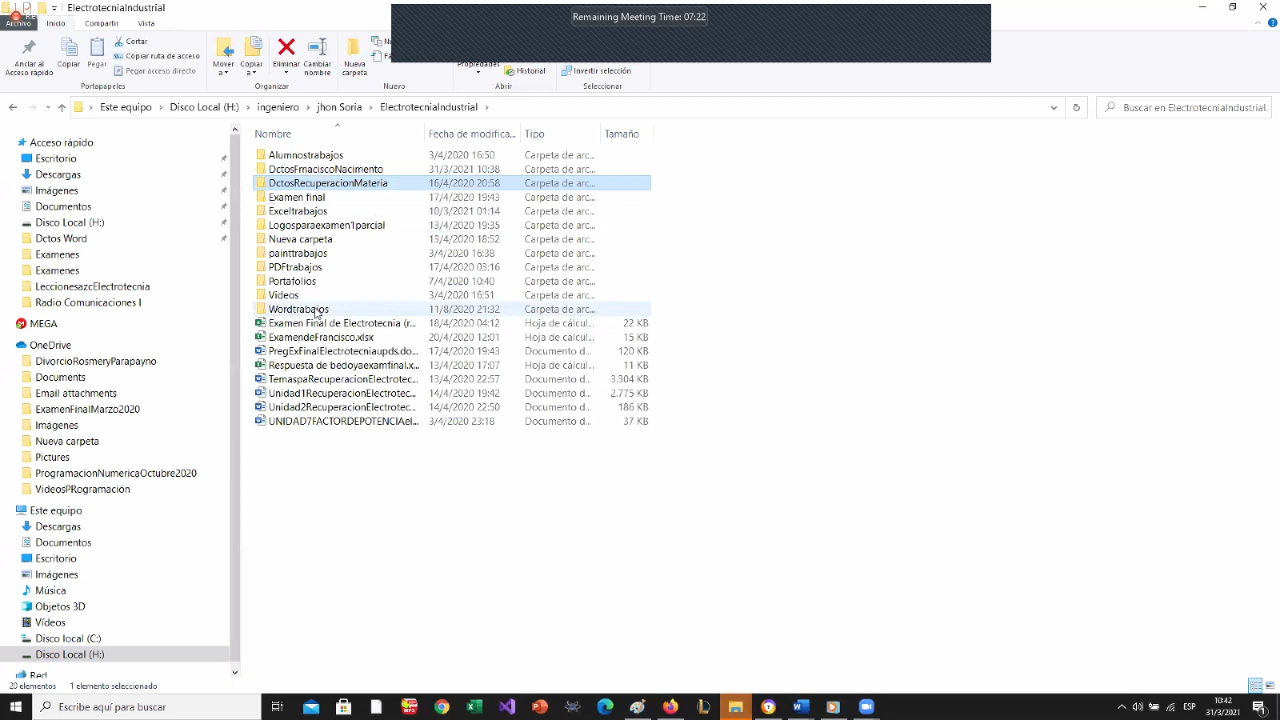 ElectrotecniaIndustrial
Remaining Meeting Time: 07:22
Archivo Inicio Compartir Vista
Anclar al Acceso rápido
Copiar
Pegar
Cortar
Copiar ruta de acceso
Pegar acceso directo
Mover a
Copiar a
Eliminar
Cambiar nombre
Nueva carpeta
Propiedades
Historial
Invertir selección
Portapapeles Organizar Nuevo Abrir Seleccionar
Este equipo > Disco Local (H:) > ingeniero > jhon Soria > ElectrotecniaIndustrial >
Buscar en ElectrotecniaIndustrial
Nombre Fecha de modifica... Tipo Tamaño
Acceso rápido
Escritorio
Descargas
Imágenes
Documentos
Disco Local (H:)
Dctos Word
Examenes
Examenes
LeccionesazcElectrotecnia
Radio Comunicaiones I
MEGA
OneDrive
DivorcioRosmeryParapayno
Documents
Email attachments
ExamenFinalMarzo2020
Imágenes
Nueva carpeta
Pictures
ProgramacionNumericaOctubre2020
VideosPRogramación
Este equipo
Descargas
Documentos
Escritorio
Imágenes
Música
Objetos 3D
Vídeos
Disco local (C:)
Disco Local (H:)
Red
Alumnostrabajos 3/4/2020 16:50 Carpeta de arc...
DctosFrnaciscoNacimento 31/3/2021 10:38 Carpeta de arc...
DctosRecuperacionMateria 16/4/2020 20:58 Carpeta de arc...
Examen final 17/4/2020 19:43 Carpeta de arc...
Exceltrabajos 10/3/2021 01:14 Carpeta de arc...
Logosparaexamen1parcial 13/4/2020 19:35 Carpeta de arc...
Nueva carpeta 13/4/2020 18:52 Carpeta de arc...
painttrabajos 3/4/2020 16:38 Carpeta de arc...
PDFtrabajos 17/4/2020 03:16 Carpeta de arc...
Portafolios 7/4/2020 10:40 Carpeta de arc...
Videos 3/4/2020 16:51 Carpeta de arc...
Wordtrabajos 11/8/2020 21:32 Carpeta de arc...
Examen Final de Electrotecnia (r... 18/4/2020 04:12 Hoja de cálcul... 22 KB
ExamendeFrancisco.xlsx 20/4/2020 12:01 Hoja de cálcul... 15 KB
PregExFinalElectrotecniaupds.do... 17/4/2020 19:43 Documento d... 120 KB
Respuesta de bedoyaexamfinal.x... 13/4/2020 17:07 Hoja de cálcul... 11 KB
TemaspaRecuperacionElectrotec... 13/4/2020 22:57 Documento d... 3.304 KB
Unidad1RecuperacionElectrotec... 14/4/2020 19:42 Documento d... 2.775 KB
Unidad2RecuperacionElectrotec... 14/4/2020 22:50 Documento d... 186 KB
UNIDAD7FACTORDEPOTENCIAel... 3/4/2020 23:18 Documento d... 37 KB
20 elementos 1 elemento seleccionado
Escribe aquí para buscar
ESP
10:42
31/3/2021